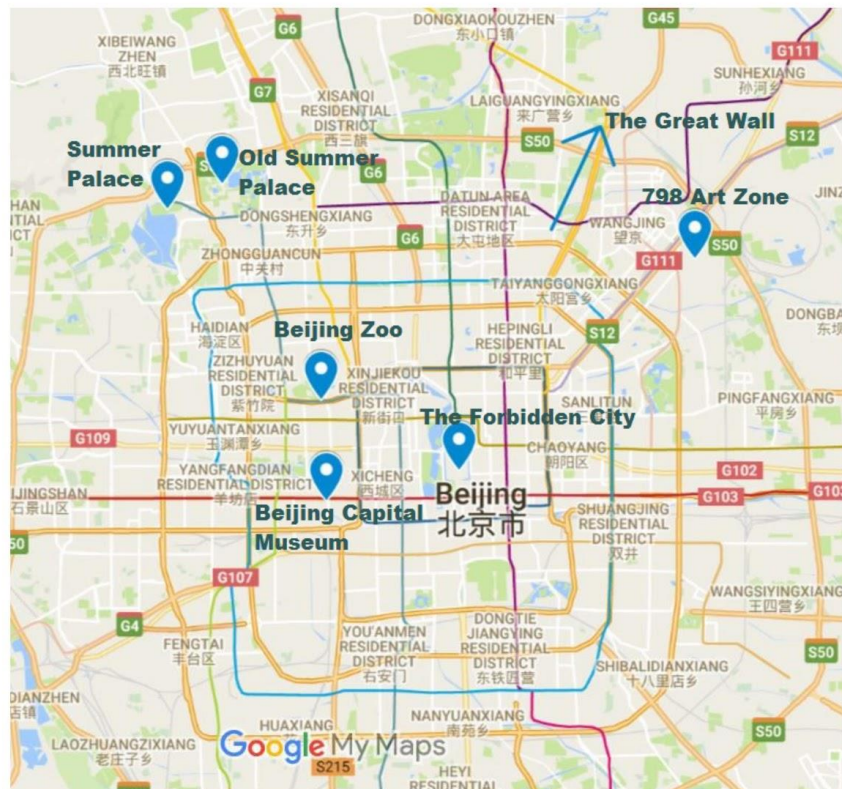 DONGXIAOKOUZHEN
东小口镇
G6
G45
XIBEIWANG
ZHEN
西北旺镇
G111
G7
SUNHEXIANG
孙河乡
XISANQI
RESIDENTIAL
DISTRICT
西三旗
LAIGUANGYINGXIANG
来广营乡
The Great Wall
S50
S12
Summer
Palace
Old Summer
Palace
G6
798 Art Zone
DATUN AREA
RESIDENTIAL
DISTRICT
大屯地区
DONGSHENGXIANG
东升乡
WANGJING
望京
G6
S50
ZHONGGUANCUN
中关村
G111
TAIYANGGONGXIANG
太阳宫乡
HAIDIAN
海淀区
Beijing Zoo
HEPINGLI
RESIDENTIAL
DISTRICT
和平里
S12
ZIZHUYUAN
RESIDENTIAL
DISTRICT
紫竹院
XINJIEKOU
RESIDENTIAL
DISTRICT
新街口
SANLITUN
PINGFANGXIANG
平房乡
The Forbidden City
YUYUANTANXIANG
玉渊潭乡
G109
CHAOYANG
朝阳区
YANGFANGDIAN
RESIDENTIAL DISTRICT
羊坊店
XICHENG
西城区
G102
G103
G103
IJINGSHAN
石景山区
Beijing
北京市
Beijing Capital
Museum
SHUANGJING
RESIDENTIAL
DISTRICT
双井
50
G107
WANGSIYINGXIANG
王四营乡
G4
FENGTAI
丰台区
YOU'ANMEN
RESIDENTIAL
DISTRICT
右安门
DONGTIE
JIANGYING
RESIDENTIAL
DISTRICT
东铁匠营
S50
SHIBALIDIANXIANG
十八里店乡
DIANZHEN
店镇
NANYUANXIANG
南苑乡
HUAXIANG
S50
LAOZHUANGZIXIANG
老庄子乡
Google My Maps
S215
HEYI
RESIDENTIAL